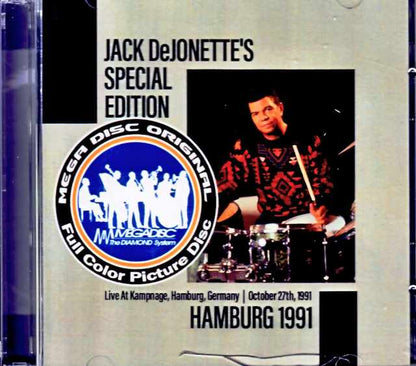 JACK DeJONETTE'S
SPECIAL
EDITION
MEGA DISC ORIGINAL
MEGADISC
The DIAMOND System
Full Color Picture Disc
Live At Kampnage, Hamburg, Germany | October 27th, 1991
HAMBURG 1991